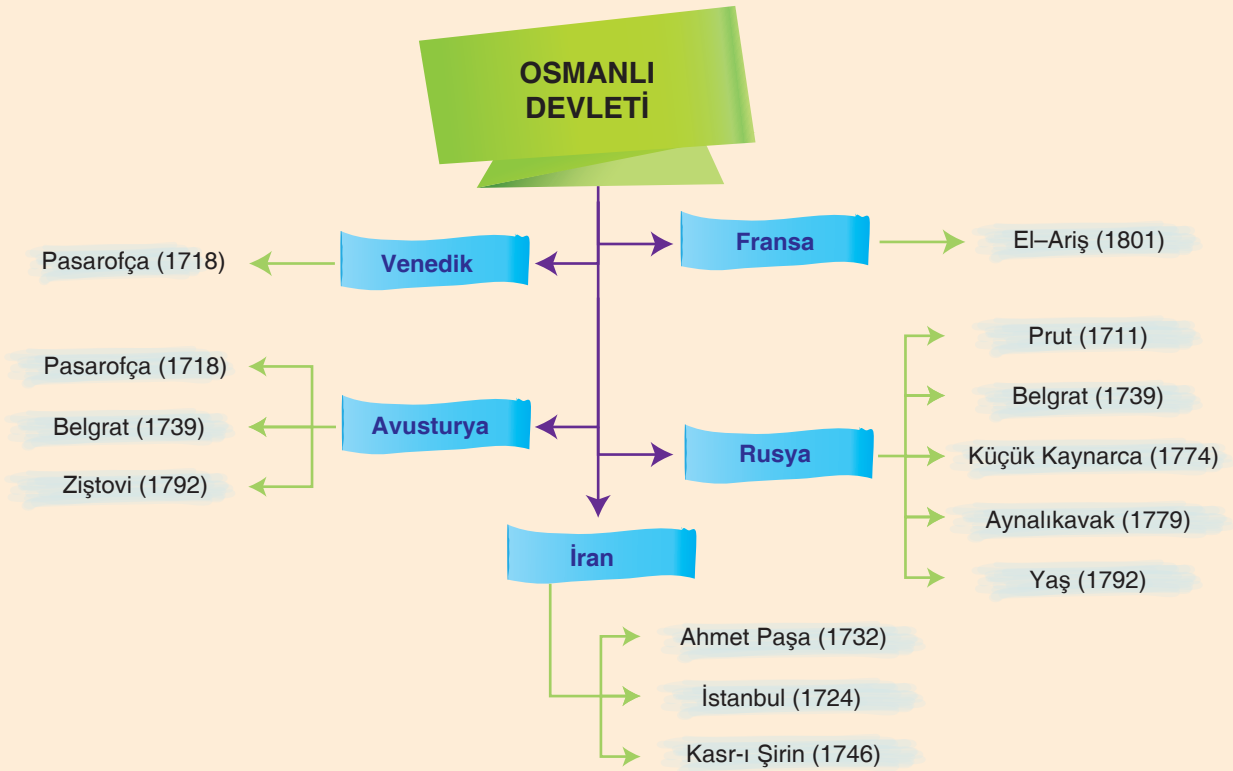 OSMANLI
DEVLETİ
Venedik
Pasarofça (1718)
Fransa
El–Ariş (1801)
Avusturya
Pasarofça (1718)
Belgrat (1739)
Ziştovi (1792)
Rusya
Prut (1711)
Belgrat (1739)
Küçük Kaynarca (1774)
Aynalıkavak (1779)
Yaş (1792)
İran
Ahmet Paşa (1732)
İstanbul (1724)
Kasr-ı Şirin (1746)